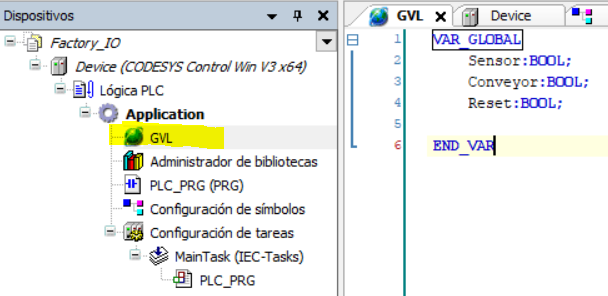 Dispositivos
Factory_IO
Device (CODESYS Control Win V3 x64)
Lógica PLC
Application
GVL
Administrador de bibliotecas
PLC_PRG (PRG)
Configuración de símbolos
Configuración de tareas
MainTask (IEC-Tasks)
PLC_PRG
GVL Device
1 VAR_GLOBAL
2 Sensor:BOOL;
3 Conveyor:BOOL;
4 Reset:BOOL;
5
6 END_VAR